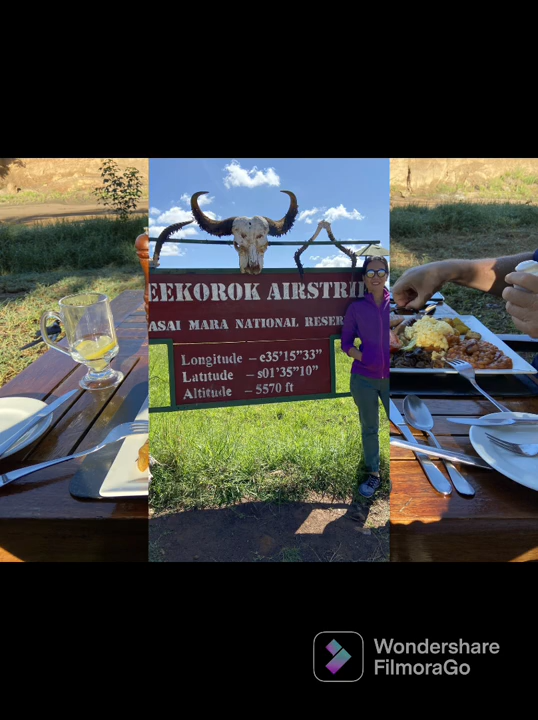 EEKOROK AIRSTRI
ASAI MARA NATIONAL RESER
Longitude – e35°15"33"
Latitude – s01°35"10"
Altitude – 5570 ft
Wondershare
FilmoraGo